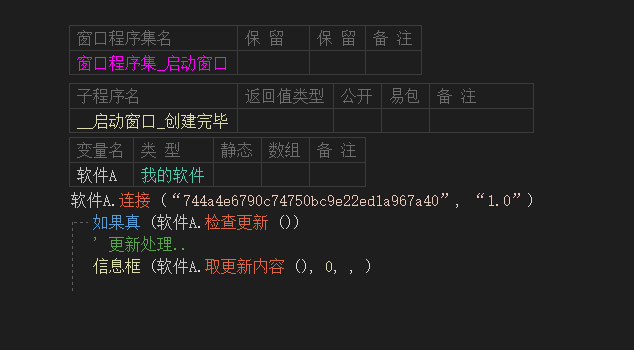 窗口程序集名 保 留 保 留 备 注
窗口程序集_启动窗口
子程序名 返回值类型 公开 易包 备 注
__启动窗口_创建完毕
变量名 类 型 静态 数组 备 注
软件A 我的软件
软件A.连接 (“744a4e6790c74750bc9e22ed1a967a40”, “1.0”)
如果真 (软件A.检查更新 ())
' 更新处理..
信息框 (软件A.取更新内容 (), 0, , )